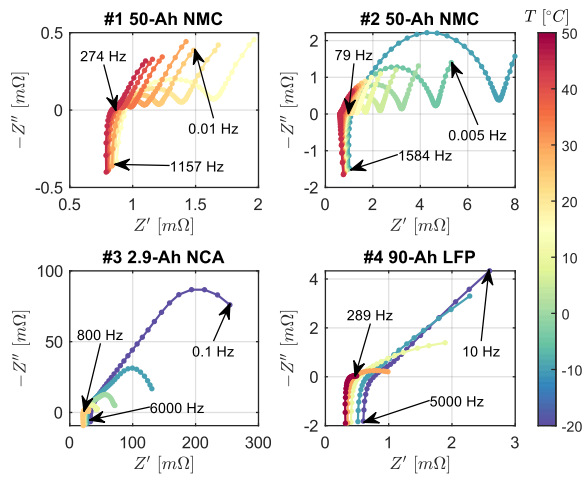 #1 50-Ah NMC
#2 50-Ah NMC
T [°C]
0.5
0
-0.5
274 Hz
0.01 Hz
1157 Hz
0.5
1
1.5
2
Z′ [mΩ]
−Z″ [mΩ]
2
1
0
-1
-2
79 Hz
0.005 Hz
1584 Hz
0
2
4
6
8
Z′ [mΩ]
−Z″ [mΩ]
#3 2.9-Ah NCA
#4 90-Ah LFP
100
50
0
800 Hz
0.1 Hz
6000 Hz
0
100
200
300
Z′ [mΩ]
−Z″ [mΩ]
4
2
0
-2
289 Hz
10 Hz
5000 Hz
0
1
2
3
Z′ [mΩ]
−Z″ [mΩ]
50
40
30
20
10
0
-10
-20